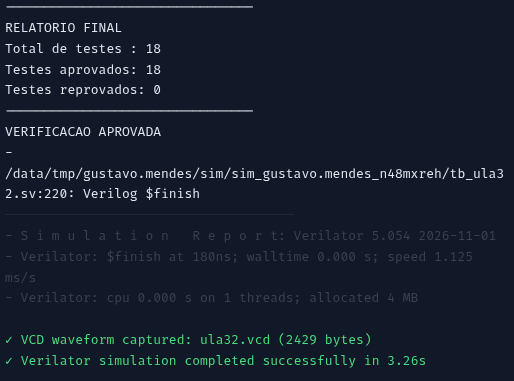 RELATORIO FINAL
Total de testes : 18
Testes aprovados: 18
Testes reprovados: 0
VERIFICACAO APROVADA
-
/data/tmp/gustavo.mendes/sim/sim_gustavo.mendes_n48mxreh/tb_ula3
2.sv:220: Verilog $finish
- S i m u l a t i o n   R e p o r t: Verilator 5.054 2026-11-01
- Verilator: $finish at 180ns; walltime 0.000 s; speed 1.125
ms/s
- Verilator: cpu 0.000 s on 1 threads; allocated 4 MB
✓ VCD waveform captured: ula32.vcd (2429 bytes)
✓ Verilator simulation completed successfully in 3.26s